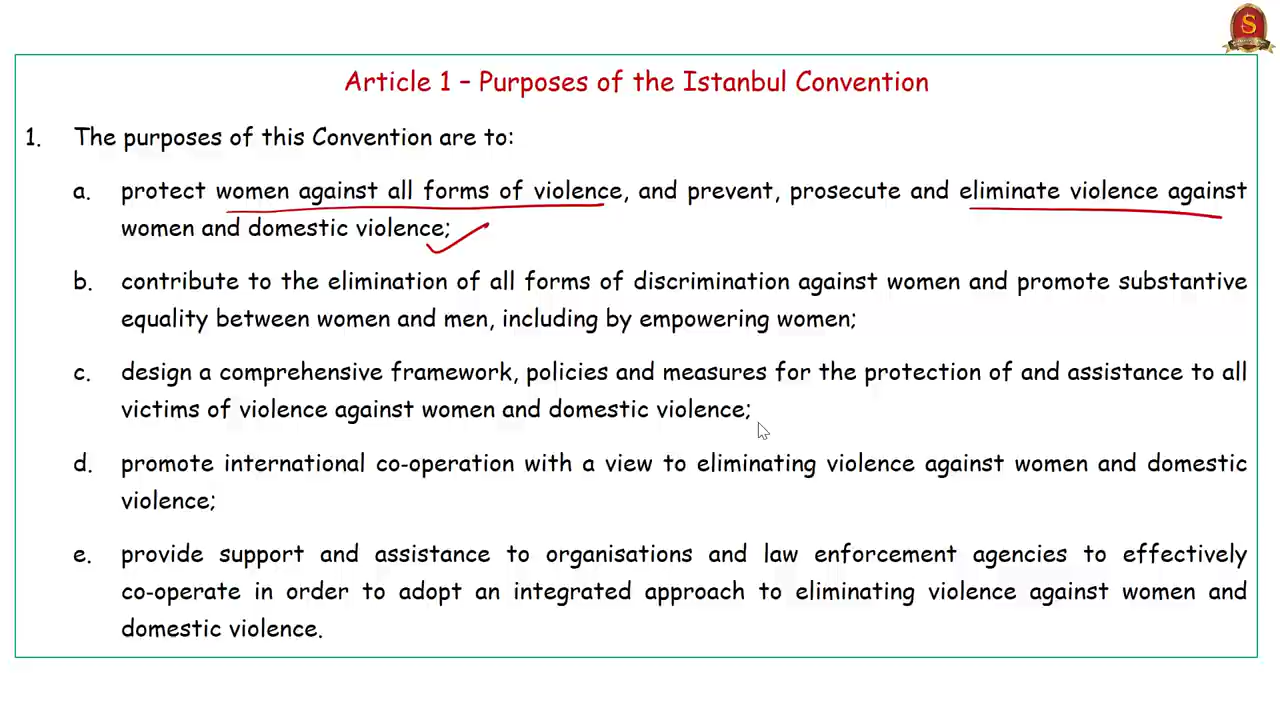 S
Article 1 – Purposes of the Istanbul Convention
1. The purposes of this Convention are to:
a. protect women against all forms of violence, and prevent, prosecute and eliminate violence against
women and domestic violence;
b. contribute to the elimination of all forms of discrimination against women and promote substantive
equality between women and men, including by empowering women;
c. design a comprehensive framework, policies and measures for the protection of and assistance to all
victims of violence against women and domestic violence;
d. promote international co-operation with a view to eliminating violence against women and domestic
violence;
e. provide support and assistance to organisations and law enforcement agencies to effectively
co-operate in order to adopt an integrated approach to eliminating violence against women and
domestic violence.